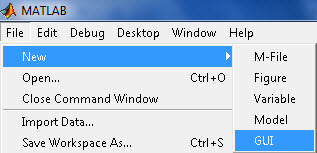 MATLAB
File Edit Debug Desktop Window Help
New
Open... Ctrl+O
Close Command Window
Import Data...
Save Workspace As... Ctrl+S
M-File
Figure
Variable
Model
GUI